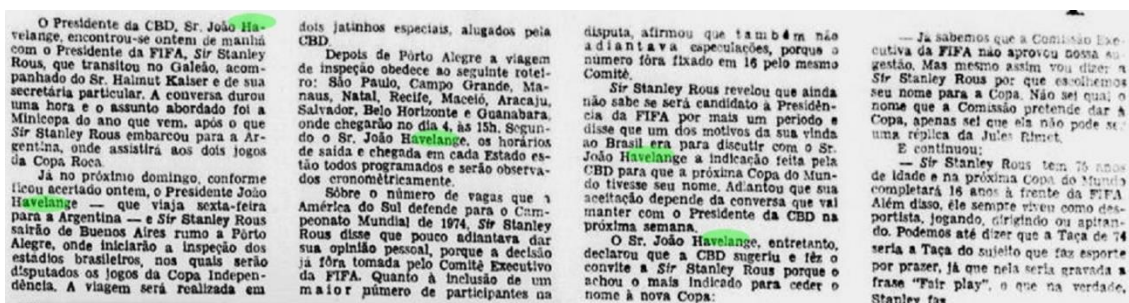 O Presidente da CBD, Sr. João Ha-
velange, encontrou-se ontem de manhã
com o Presidente da FIFA, Sir Stanley
Rous, que transitou no Galeão, acom-
panhado do Sr. Halmut Kaiser e de sua
secretária particular. A conversa durou
uma hora e o assunto abordado foi a
Minicopa do ano que vem, após o que
Sir Stanley Rous embarcou para a Ar-
gentina, onde assistirá aos dois jogos
da Copa Roca.
Já no próximo domingo, conforme
ficou acertado ontem, o Presidente João
Havelange — que viaja sexta-feira
para a Argentina — e Sir Stanley Rous
sairão de Buenos Aires rumo a Pôrto
Alegre, onde iniciarão a inspeção dos
estádios brasileiros, nos quais serão
disputados os jogos da Copa Indepen-
dência. A viagem será realizada em
dois jatinhos especiais, alugados pela
CBD.
Depois de Pôrto Alegre a viagem
de inspeção obedece ao seguinte rotei-
ro: São Paulo, Campo Grande, Ma-
naus, Natal, Recife, Maceió, Aracaju,
Salvador, Belo Horizonte e Guanabara,
onde chegarão no dia 4, às 15h. Segun-
do o Sr. João Havelange, os horários
de saída e chegada em cada Estado es-
tão todos programados e serão observa-
dos cronomètricamente.
Sôbre o número de vagas que a
América do Sul defende para o Cam-
peonato Mundial de 1974, Sir Stanley
Rous disse que pouco adiantava dar
sua opinião pessoal, porque a decisão
já fôra tomada pelo Comitê Executivo
da FIFA. Quanto à inclusão de um
maior número de participantes na
disputa, afirmou que também não
adiantava especulações, porque o
número fôra fixado em 16 pelo mesmo
Comitê.
Sir Stanley Rous revelou que ainda
não sabe se será candidato à Presidên-
cia da FIFA por mais um período e
disse que um dos motivos da sua vinda
ao Brasil era para discutir com o Sr.
João Havelange a indicação feita pela
CBD para que a próxima Copa do Mun-
do tivesse seu nome. Adiantou que sua
aceitação depende da conversa que vai
manter com o Presidente da CBD na
próxima semana.
O Sr. João Havelange, entretanto,
declarou que a CBD sugeriu e fêz o
convite a Sir Stanley Rous porque o
achou o mais indicado para ceder o
nome à nova Copa:
— Já sabemos que a Comissão Exe-
cutiva da FIFA não aprovou nossa su-
gestão. Mas mesmo assim vou dizer a
Sir Stanley Rous por que escolhemos
seu nome para a Copa. Não sei qual o
nome que a Comissão pretende dar à
Copa, apenas sei que ela não pode ser
uma réplica da Jules Rimet.
E continuou:
— Sir Stanley Rous tem 76 anos
de idade e na próxima Copa do Mundo
completará 16 anos à frente da FIFA
Além disso, êle sempre viveu como des-
portista, jogando, dirigindo ou apitan-
do. Podemos até dizer que a Taça de 74
seria a Taça do sujeito que faz esporte
por prazer, já que nela seria gravada a
frase "Fair play", o que na verdade,
Stanley faz